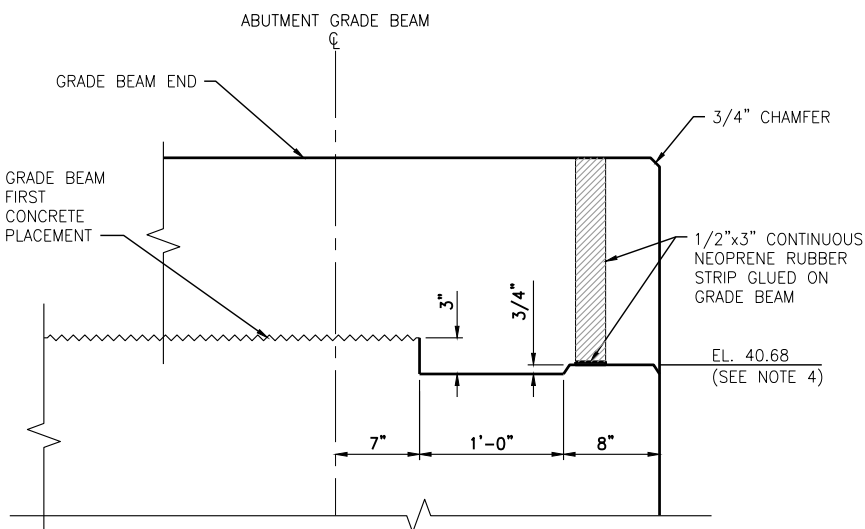 ABUTMENT GRADE BEAM
℄
GRADE BEAM END
3/4" CHAMFER
GRADE BEAM
FIRST
CONCRETE
PLACEMENT
1/2"x3" CONTINUOUS
NEOPRENE RUBBER
STRIP GLUED ON
GRADE BEAM
3"
3/4"
EL. 40.68
(SEE NOTE 4)
7"
1'-0"
8"